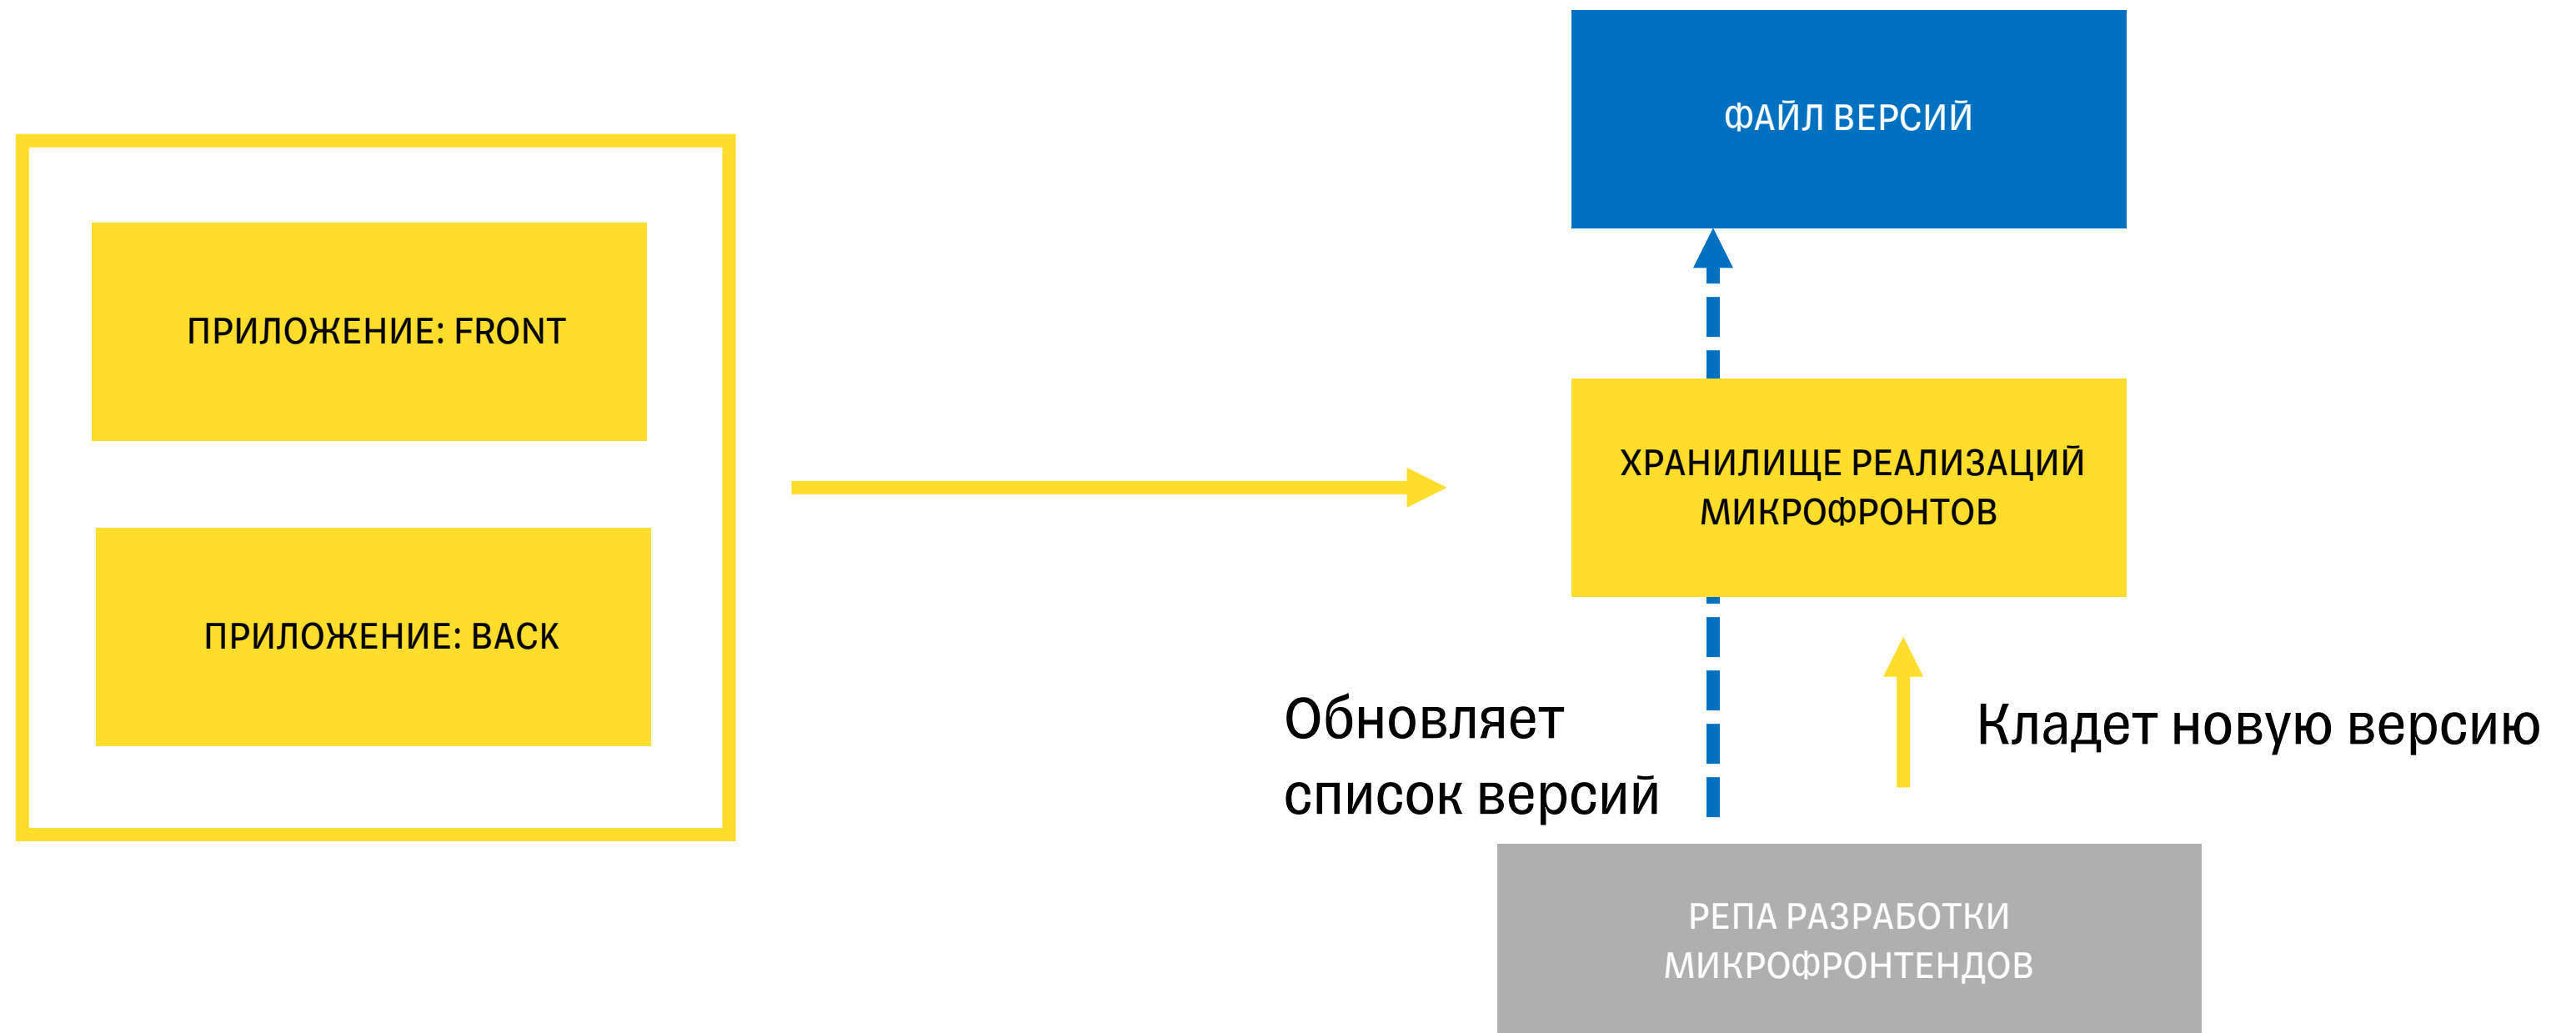 ФАЙЛ ВЕРСИЙ
ПРИЛОЖЕНИЕ: FRONT
ХРАНИЛИЩЕ РЕАЛИЗАЦИЙ
МИКРОФРОНТОВ
ПРИЛОЖЕНИЕ: BACK
Обновляет
список версий
Кладет новую версию
РЕПА РАЗРАБОТКИ
МИКРОФРОНТЕНДОВ